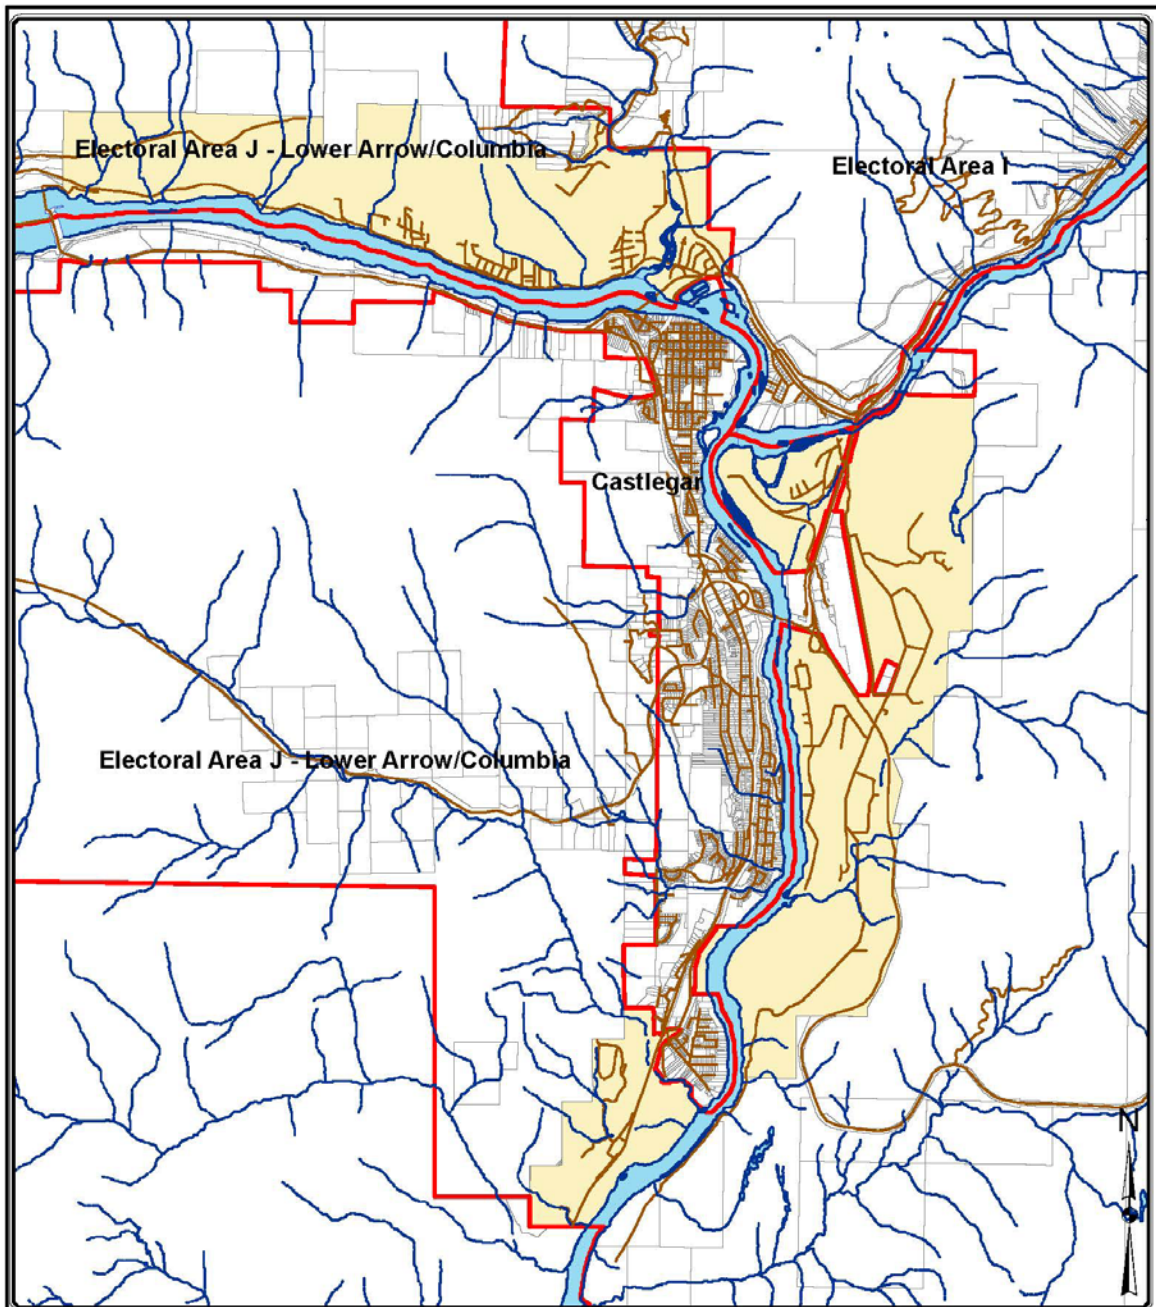 Electoral Area J - Lower Arrow/Columbia
Electoral Area I
Castlegar
Electoral Area J - Lower Arrow/Columbia
N